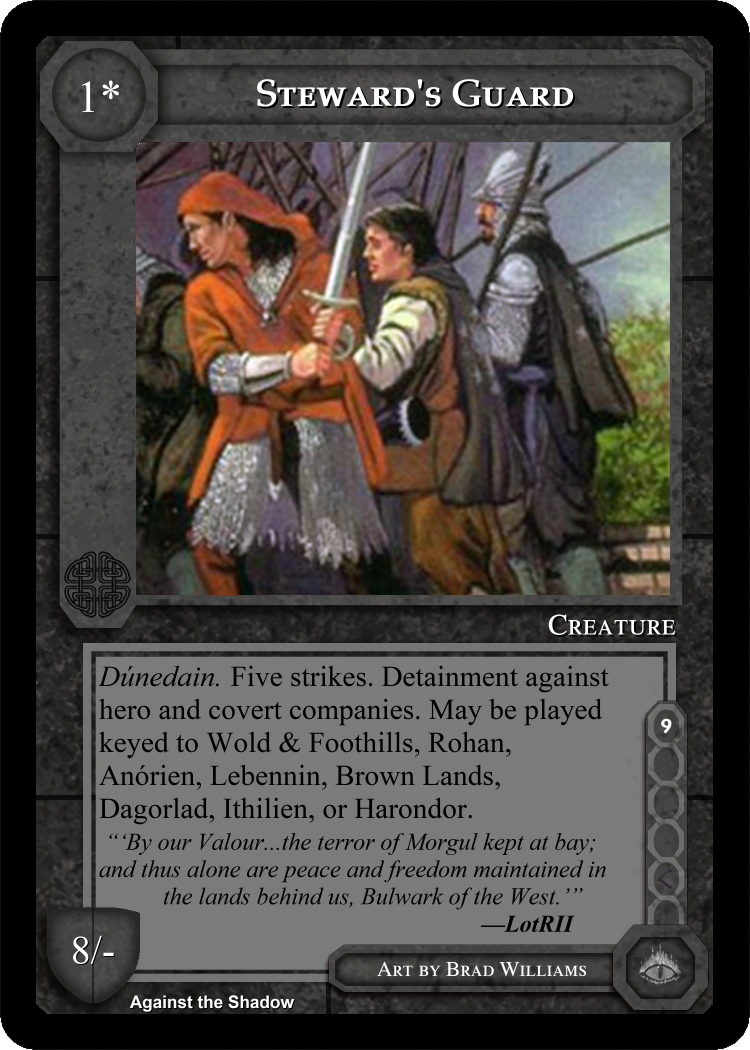 1*
Steward's Guard
Creature
Dúnedain. Five strikes. Detainment against
hero and covert companies. May be played
keyed to Wold & Foothills, Rohan,
Anórien, Lebennin, Brown Lands,
Dagorlad, Ithilien, or Harondor.
“‘By our Valour...the terror of Morgul kept at bay;
and thus alone are peace and freedom maintained in
the lands behind us, Bulwark of the West.’”
—LotRII
9
8/-
Art by Brad Williams
Against the Shadow